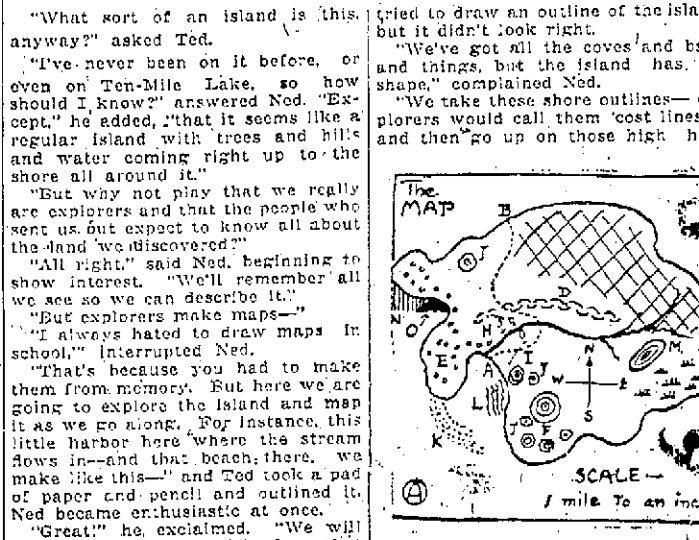 "What sort of an island is this,
anyway?" asked Ted.
"I've never been on it before, or
even on Ten-Mile Lake, so how
should I know?" answered Ned. "Ex-
cept," he added, "that it seems like a
regular island with trees and hills
and water coming right up to the
shore all around it."
"But why not play that we really
are explorers and that the people who
sent us out expect to know all about
the land we discovered?"
"All right," said Ned, beginning to
show interest. "We'll remember all
we see so we can describe it."
"But explorers make maps—"
"I always hated to draw maps in
school," interrupted Ned.
"That's because you had to make
them from memory. But here we are
going to explore the island and map
it as we go along. For instance, this
little harbor here where the stream
flows in—and that beach there, we
make like this—" and Ted took a pad
of paper and pencil and outlined it.
Ned became enthusiastic at once.
"Great!" he exclaimed. "We will
tried to draw an outline of the isla
but it didn't look right.
"We've got all the coves and b
and things, but the island has
shape," complained Ned.
"We take these shore outlines—
plorers would call them 'cost lines
and then go up on those high h
The
MAP
B
J
D
N
O
H
G
E
A
I
J
N
M
W
E
L
K
J
F
S
SCALE—
1 mile To an inc
A